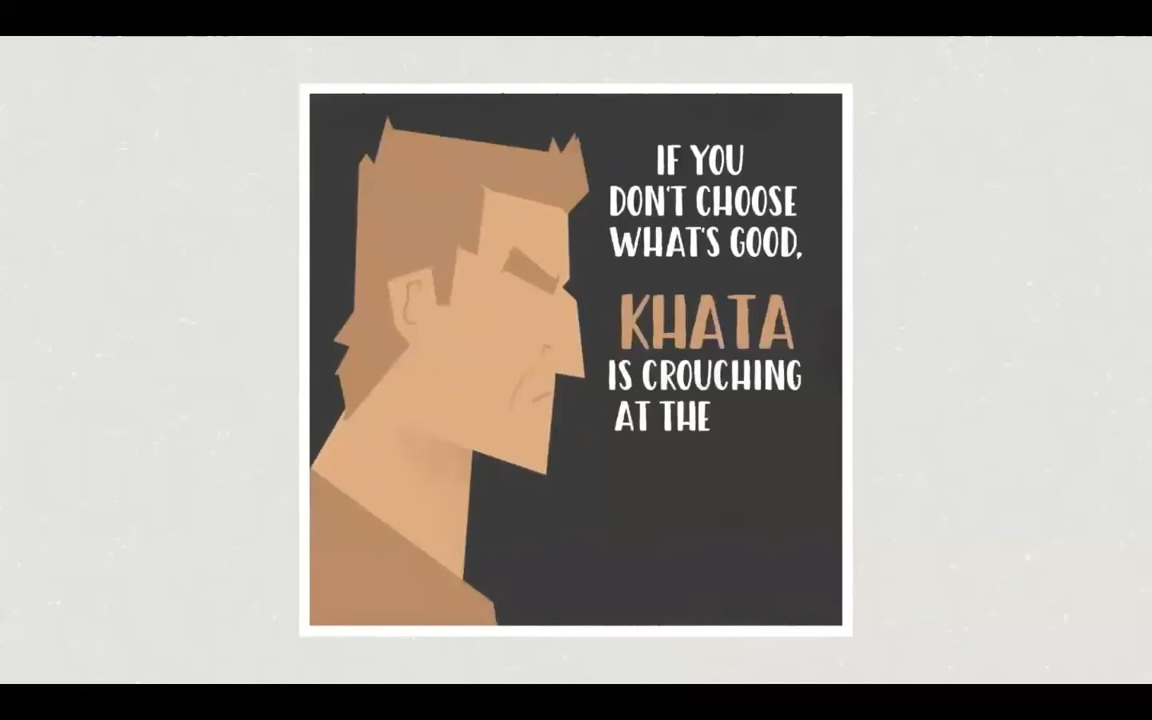 IF YOU
DON'T CHOOSE
WHAT'S GOOD,
KHATA
IS CROUCHING
AT THE